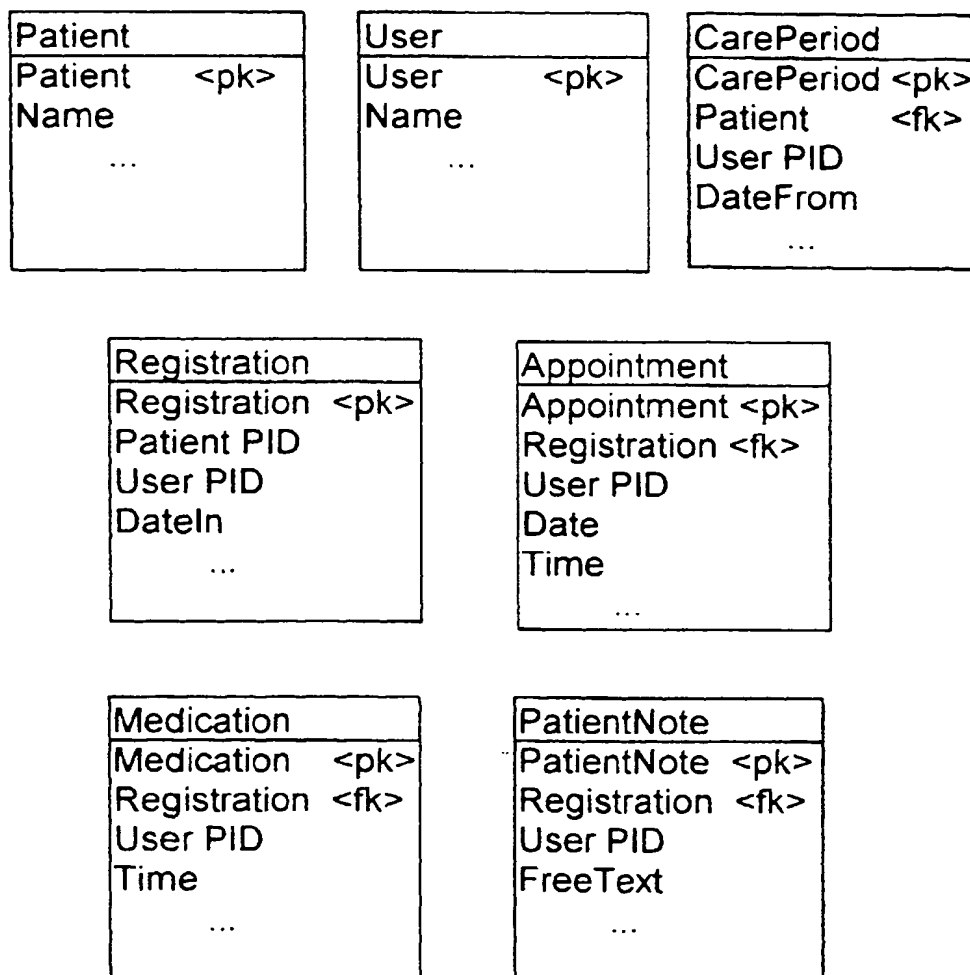 Patient
Patient <pk>
Name
...
User
User <pk>
Name
...
CarePeriod
CarePeriod <pk>
Patient <fk>
User PID
DateFrom
...
Registration
Registration <pk>
Patient PID
User PID
DateIn
...
Appointment
Appointment <pk>
Registration <fk>
User PID
Date
Time
...
Medication
Medication <pk>
Registration <fk>
User PID
Time
...
PatientNote
PatientNote <pk>
Registration <fk>
User PID
FreeText
...